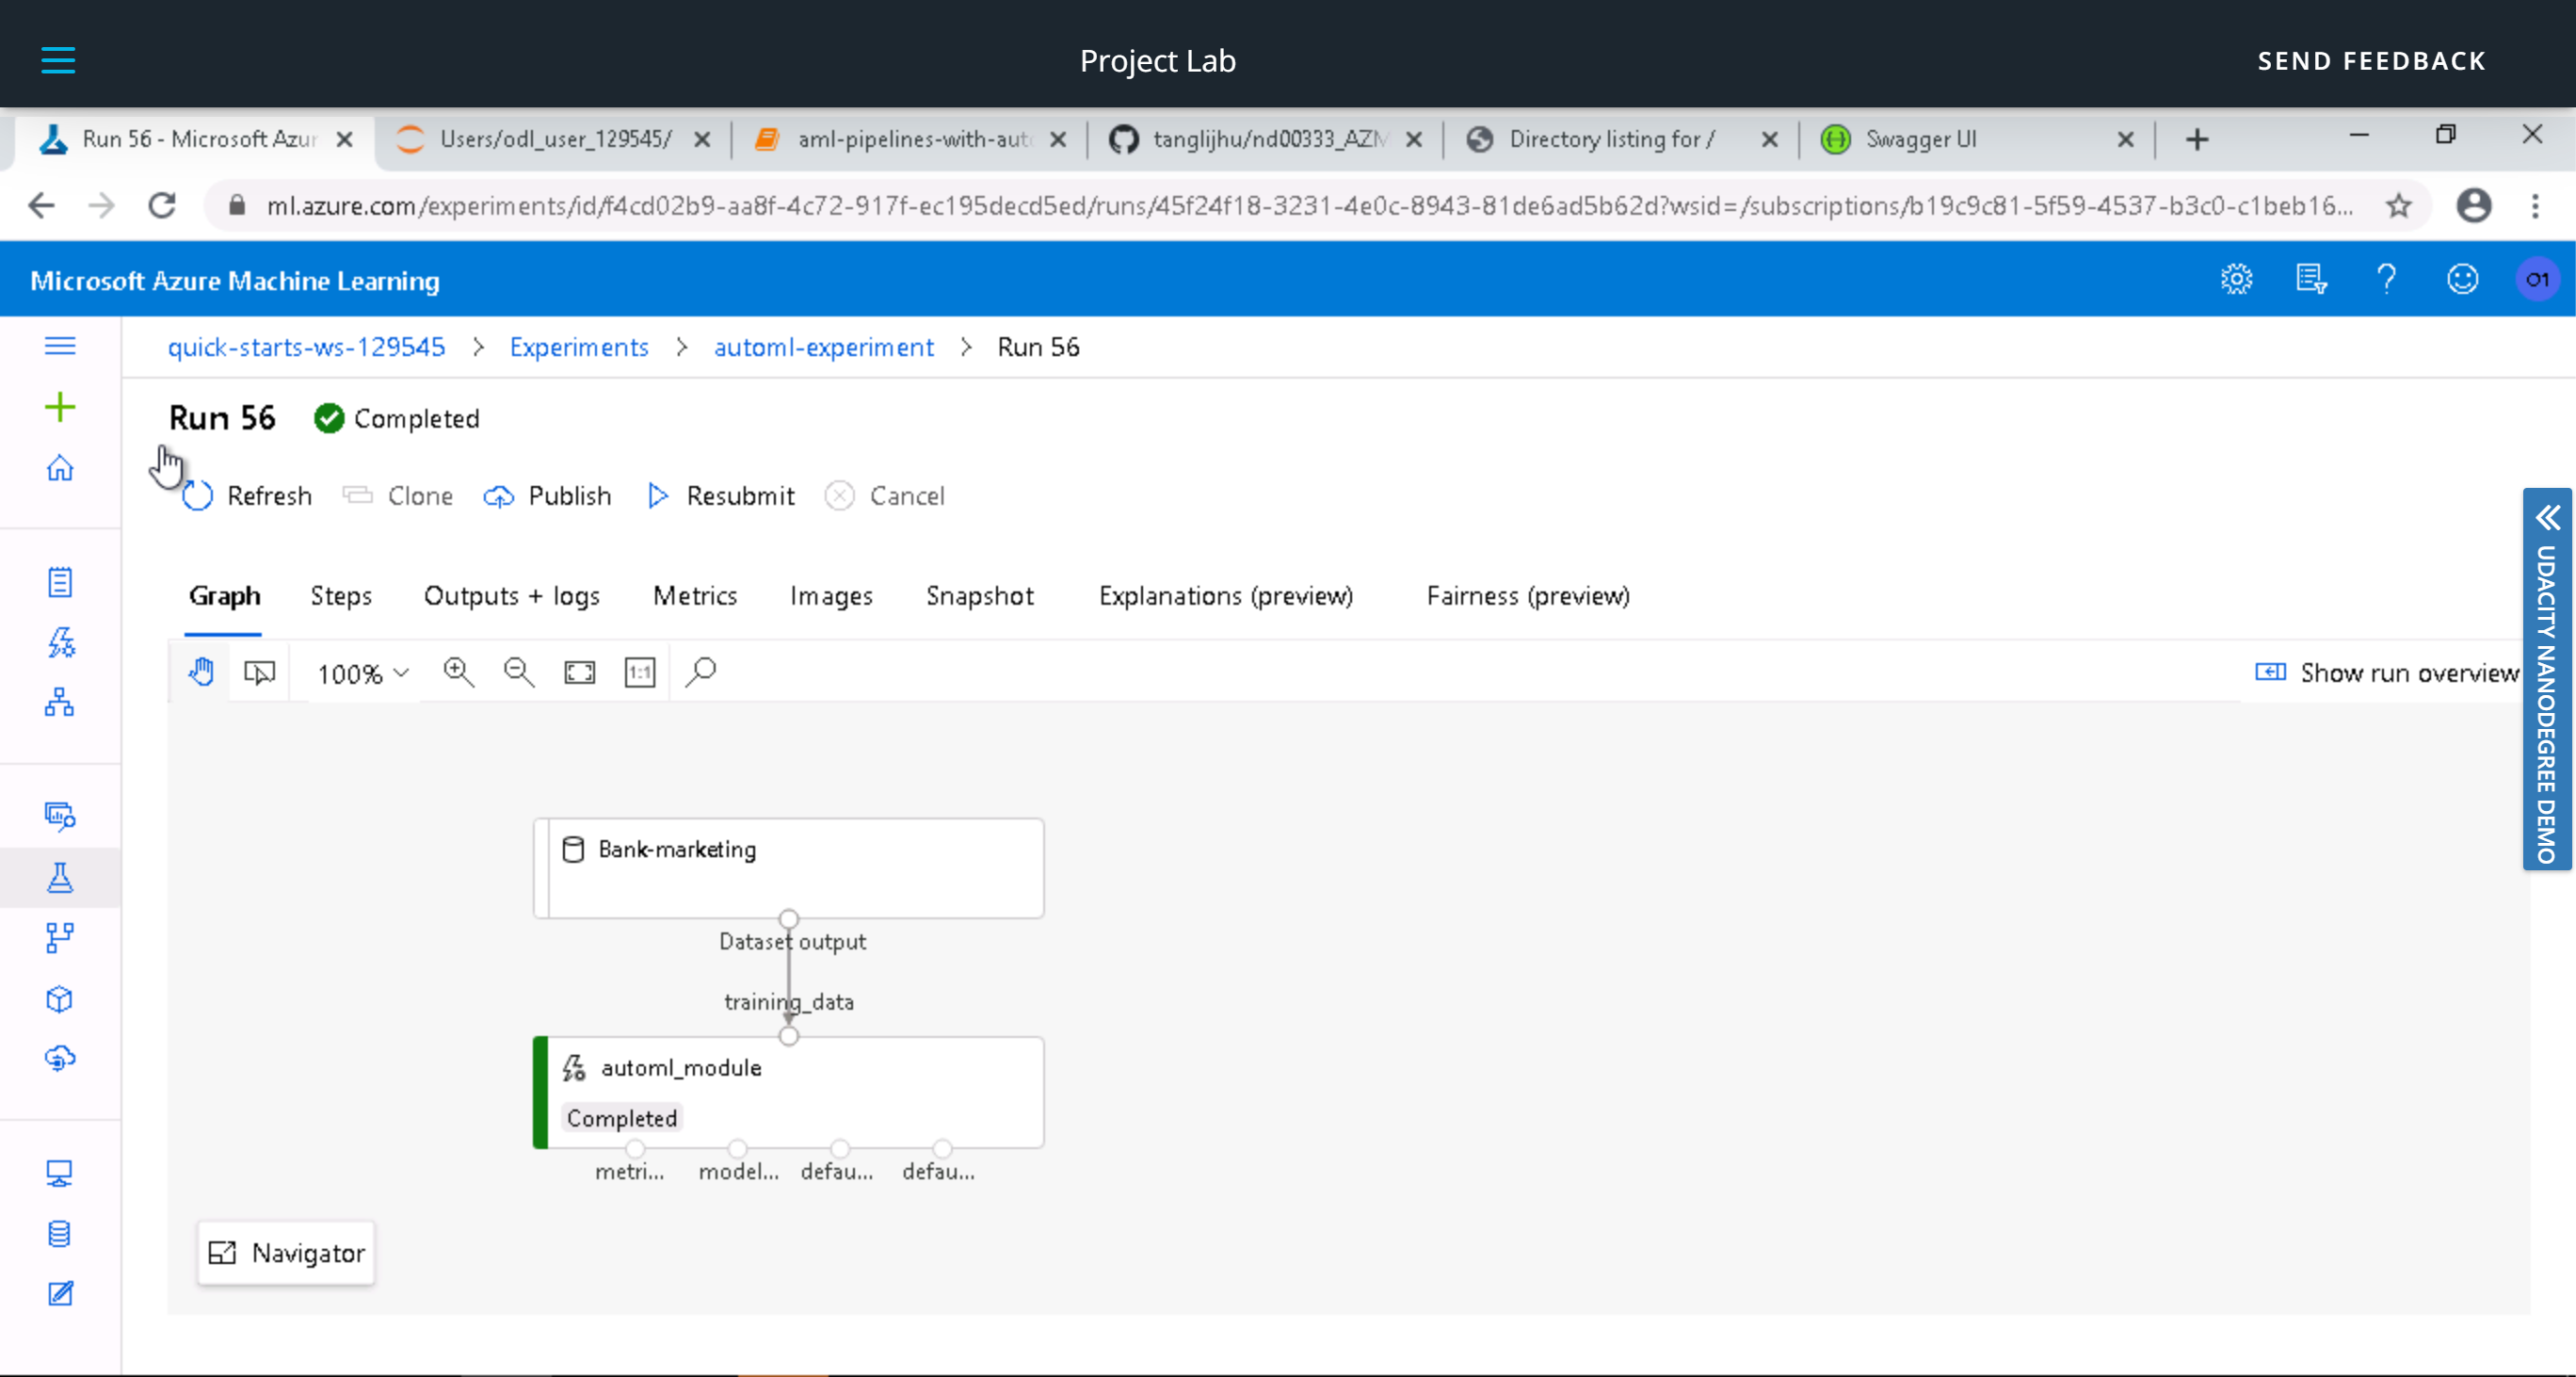 Project Lab
SEND FEEDBACK
Run 56 - Microsoft Azur
Users/odl_user_129545/
aml-pipelines-with-auto
tanglijhu/nd00333_AZM
Directory listing for /
Swagger UI
ml.azure.com/experiments/id/f4cd02b9-aa8f-4c72-917f-ec195decd5ed/runs/45f24f18-3231-4e0c-8943-81de6ad5b62d?wsid=/subscriptions/b19c9c81-5f59-4537-b3c0-c1beb16...
Microsoft Azure Machine Learning
O1
quick-starts-ws-129545 > Experiments > automl-experiment > Run 56
Run 56 Completed
Refresh Clone Publish Resubmit Cancel
Graph Steps Outputs + logs Metrics Images Snapshot Explanations (preview) Fairness (preview)
100% 1:1
Show run overview
UDACITY NANODEGREE DEMO
Bank-marketing
Dataset output
training_data
automl_module
Completed
metri... model... defau... defau...
Navigator